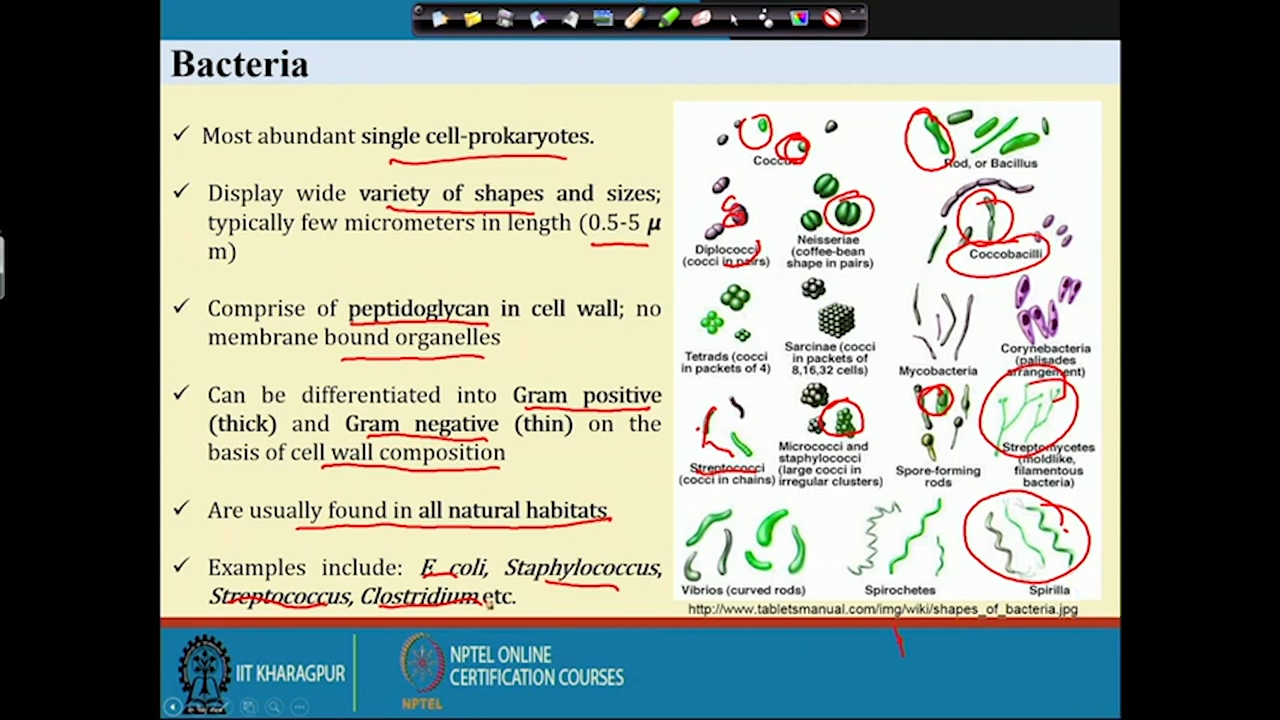 Bacteria
✓ Most abundant single cell-prokaryotes.
✓ Display wide variety of shapes and sizes;
typically few micrometers in length (0.5-5 μ
m)
✓ Comprise of peptidoglycan in cell wall; no
membrane bound organelles
✓ Can be differentiated into Gram positive
(thick) and Gram negative (thin) on the
basis of cell wall composition
✓ Are usually found in all natural habitats.
✓ Examples include: E coli, Staphylococcus,
Streptococcus, Clostridium etc.
Coccus
Rod, or Bacillus
Diplococci
(cocci in pairs)
Neisseriae
(coffee-bean
shape in pairs)
Coccobacilli
Tetrads (cocci
in packets of 4)
Sarcinae (cocci
in packets of
8,16,32 cells)
Mycobacteria
Corynebacteria
(palisades
arrangement)
Streptococci
(cocci in chains)
Micrococci and
staphylococci
(large cocci in
irregular clusters)
Spore-forming
rods
Streptomycetes
(moldlike,
filamentous
bacteria)
Vibrios (curved rods)
Spirochetes
Spirilla
http://www.tabletsmanual.com/img/wiki/shapes_of_bacteria.jpg
IIT KHARAGPUR
NPTEL
NPTEL ONLINE
CERTIFICATION COURSES